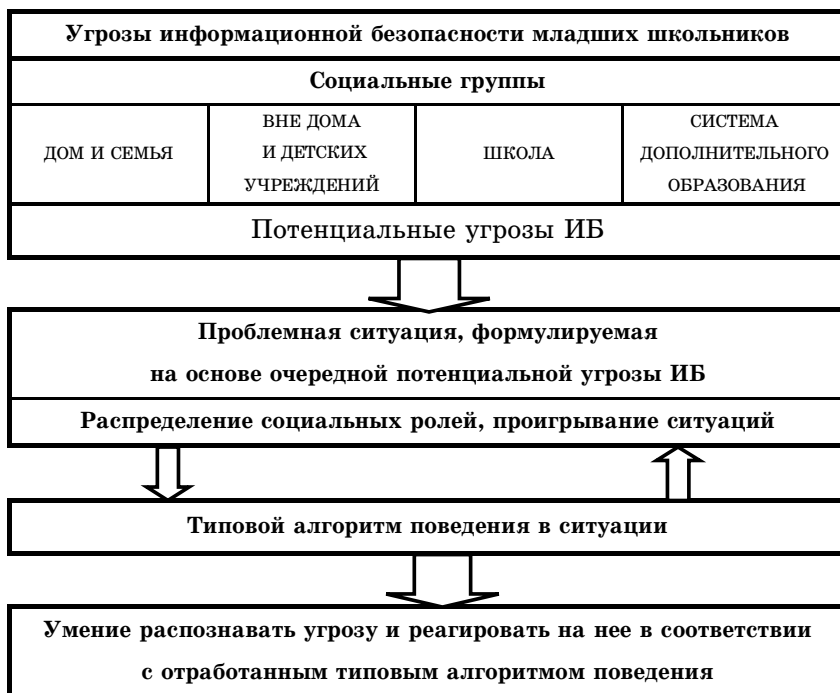 Угрозы информационной безопасности младших школьников
Социальные группы
ДОМ И СЕМЬЯ
ВНЕ ДОМА
И ДЕТСКИХ
УЧРЕЖДЕНИЙ
ШКОЛА
СИСТЕМА
ДОПОЛНИТЕЛЬНОГО
ОБРАЗОВАНИЯ
Потенциальные угрозы ИБ
Проблемная ситуация, формулируемая
на основе очередной потенциальной угрозы ИБ
Распределение социальных ролей, проигрывание ситуаций
Типовой алгоритм поведения в ситуации
Умение распознавать угрозу и реагировать на нее в соответствии
с отработанным типовым алгоритмом поведения